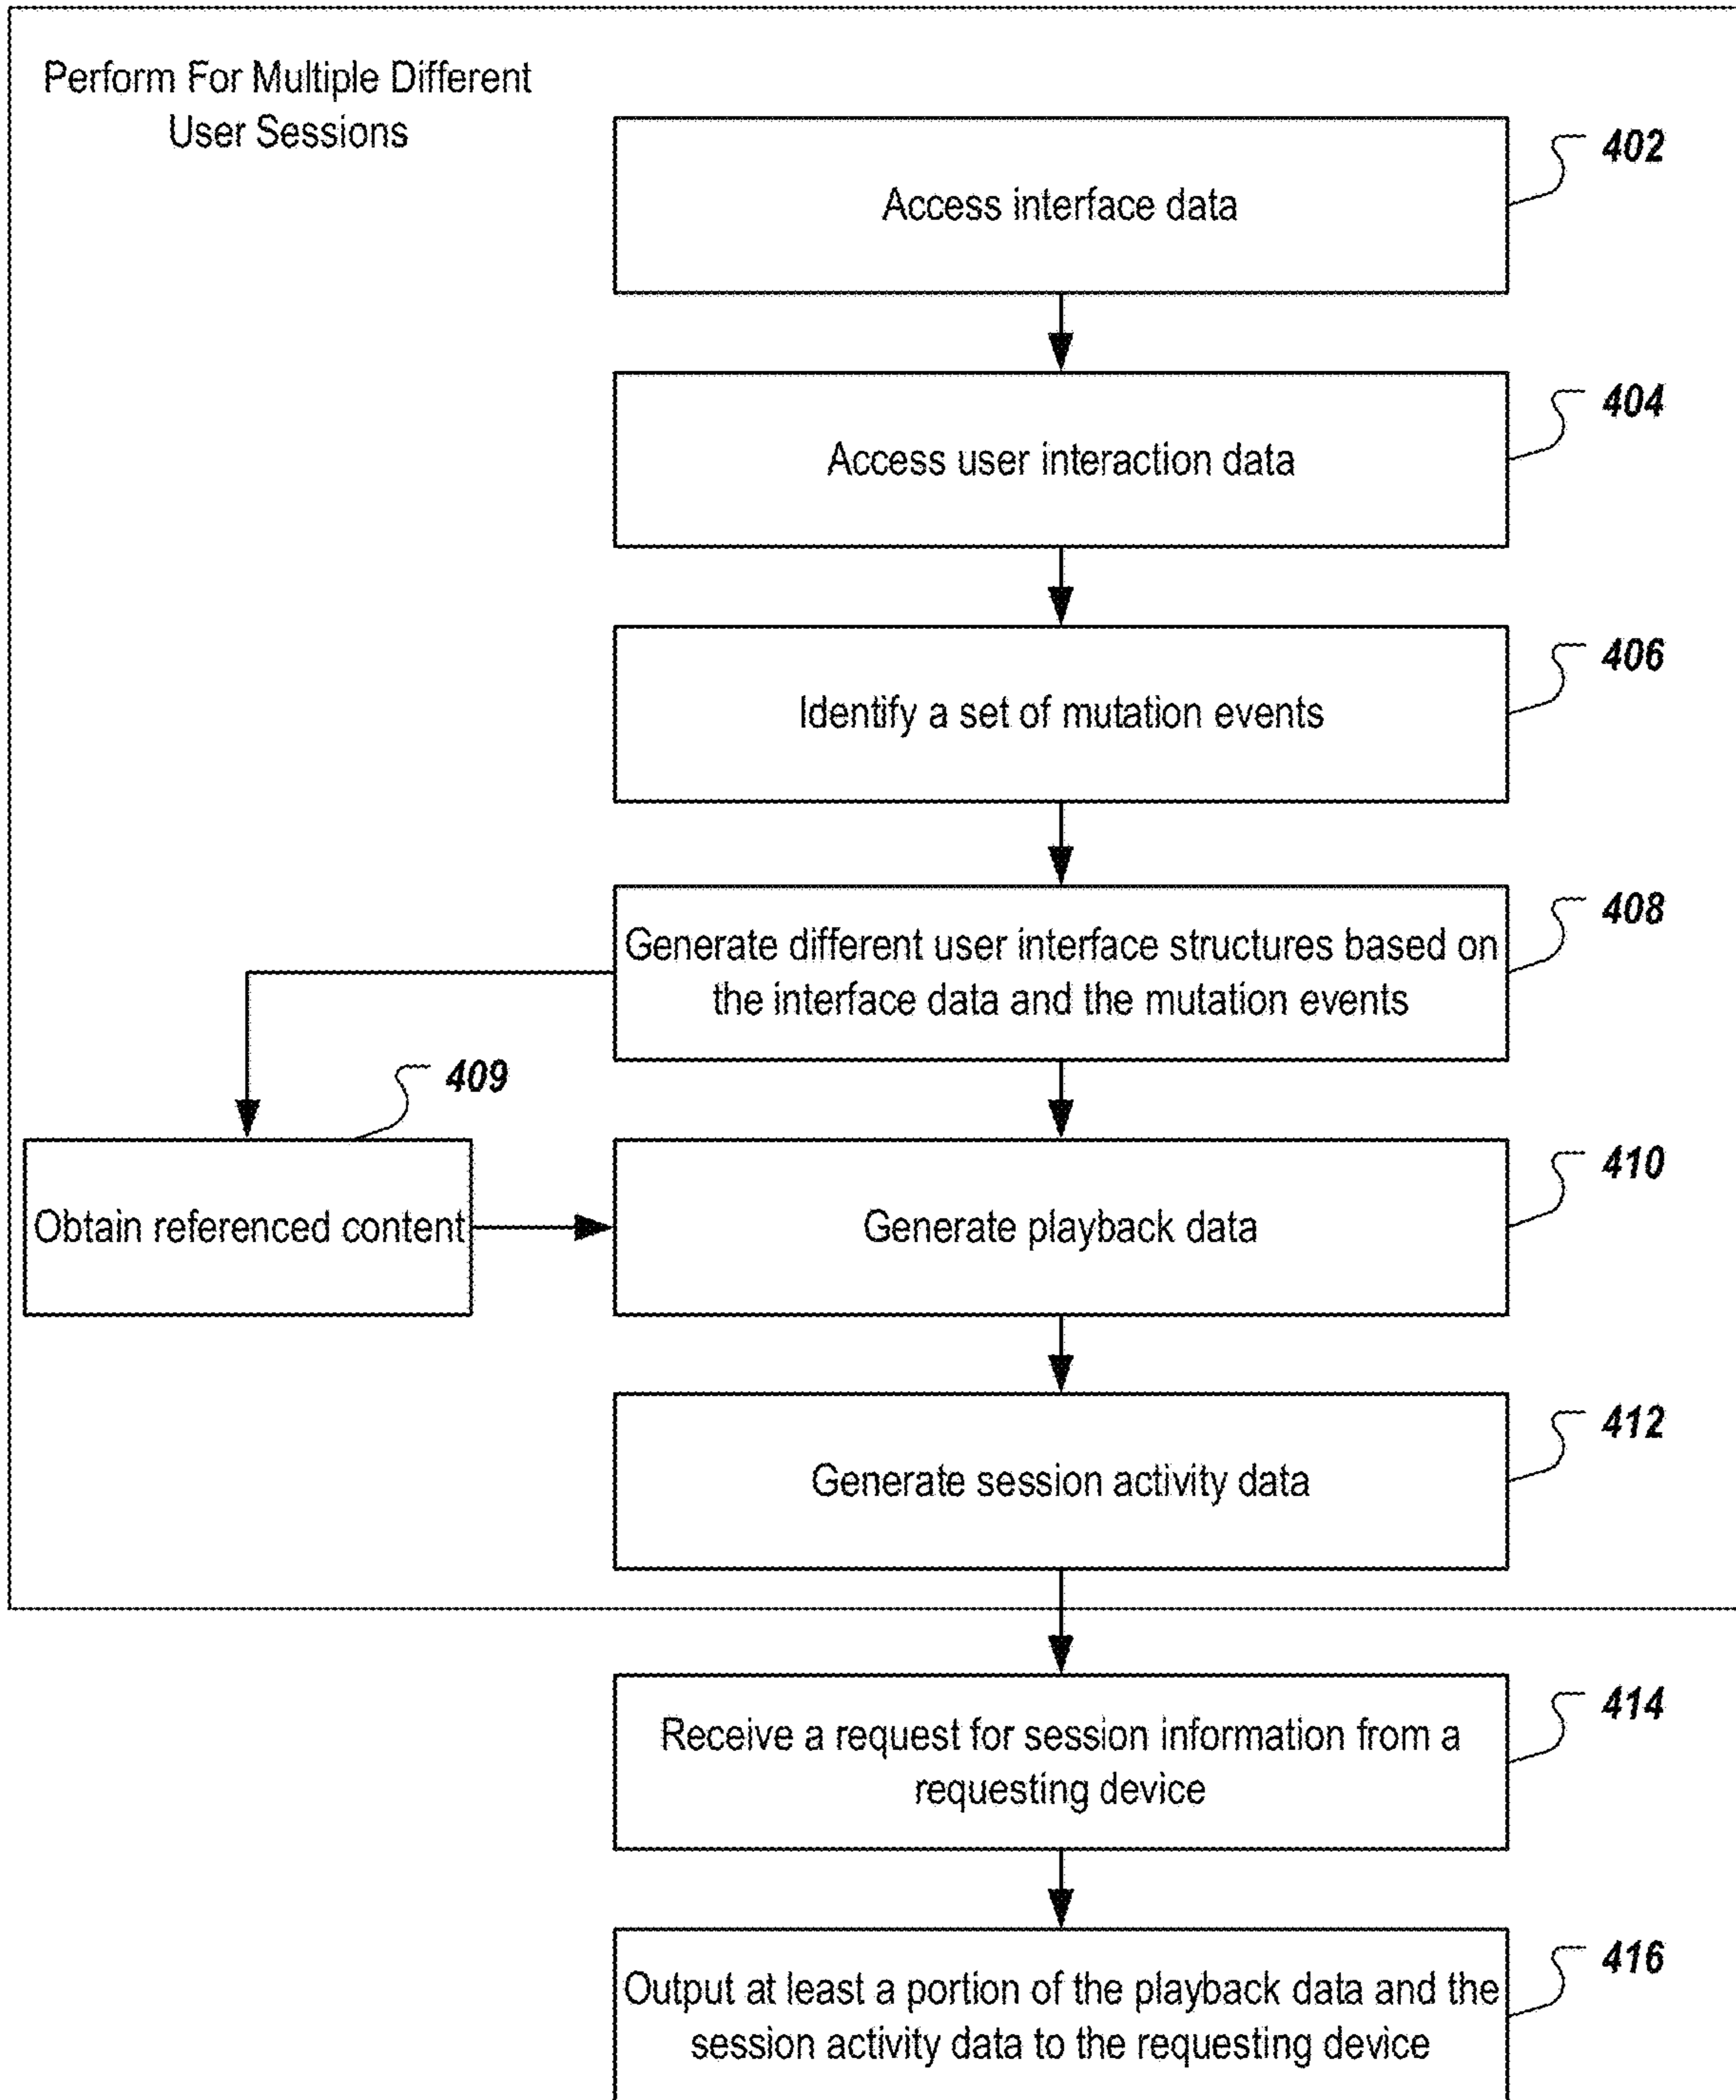 Perform For Multiple Different
User Sessions
402
Access interface data
404
Access user interaction data
406
Identify a set of mutation events
408
Generate different user interface structures based on
the interface data and the mutation events
409
Obtain referenced content
410
Generate playback data
412
Generate session activity data
414
Receive a request for session information from a
requesting device
416
Output at least a portion of the playback data and the
session activity data to the requesting device